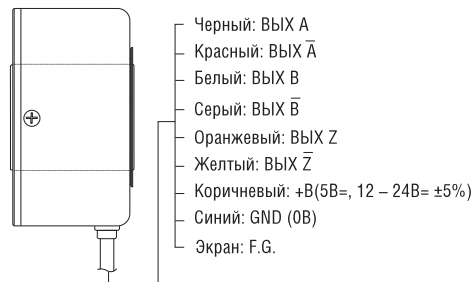 Черный: ВЫХ A
Красный: ВЫХ A̅
Белый: ВЫХ B
Серый: ВЫХ B̅
Оранжевый: ВЫХ Z
Желтый: ВЫХ Z̅
Коричневый: +B(5В=, 12 – 24В= ±5%)
Синий: GND (0В)
Экран: F.G.